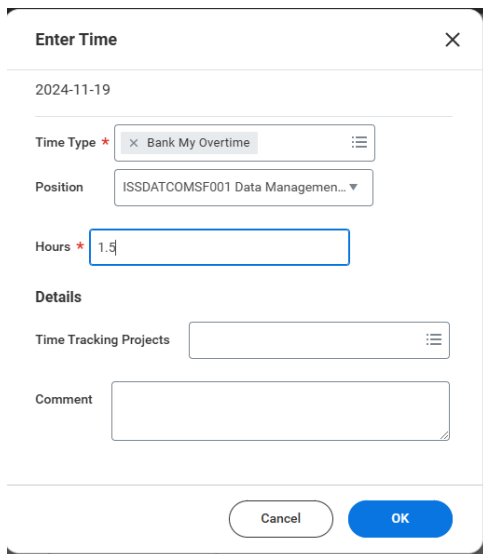 Enter Time
2024-11-19
Time Type * × Bank My Overtime
Position ISSDATCOMSF001 Data Managemen...
Hours * 1.5
Details
Time Tracking Projects
Comment
Cancel OK